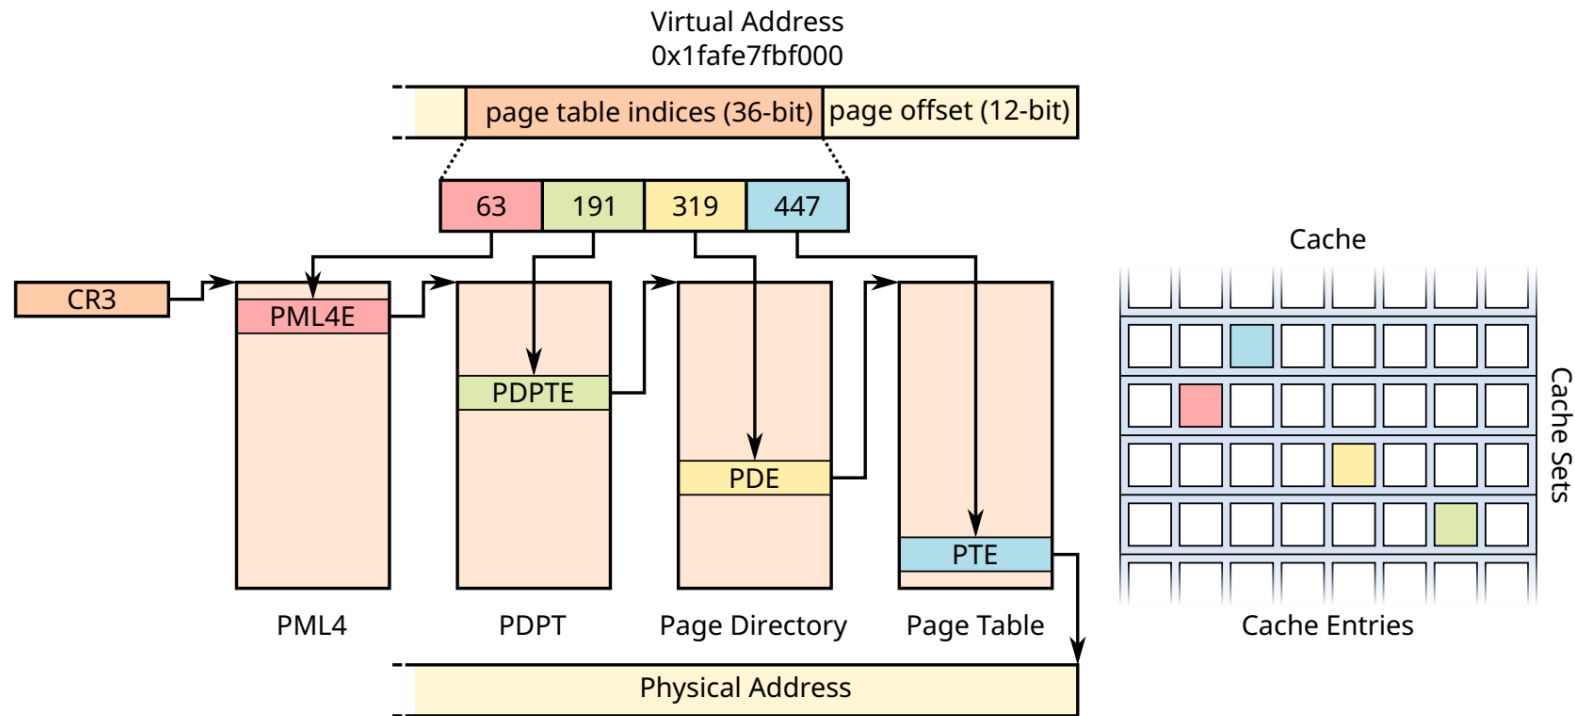 Virtual Address
0x1fafe7fbf000
page table indices (36-bit)
page offset (12-bit)
63
191
319
447
Cache
CR3
PML4E
PDPTE
PDE
PTE
Cache Sets
PML4
PDPT
Page Directory
Page Table
Cache Entries
Physical Address